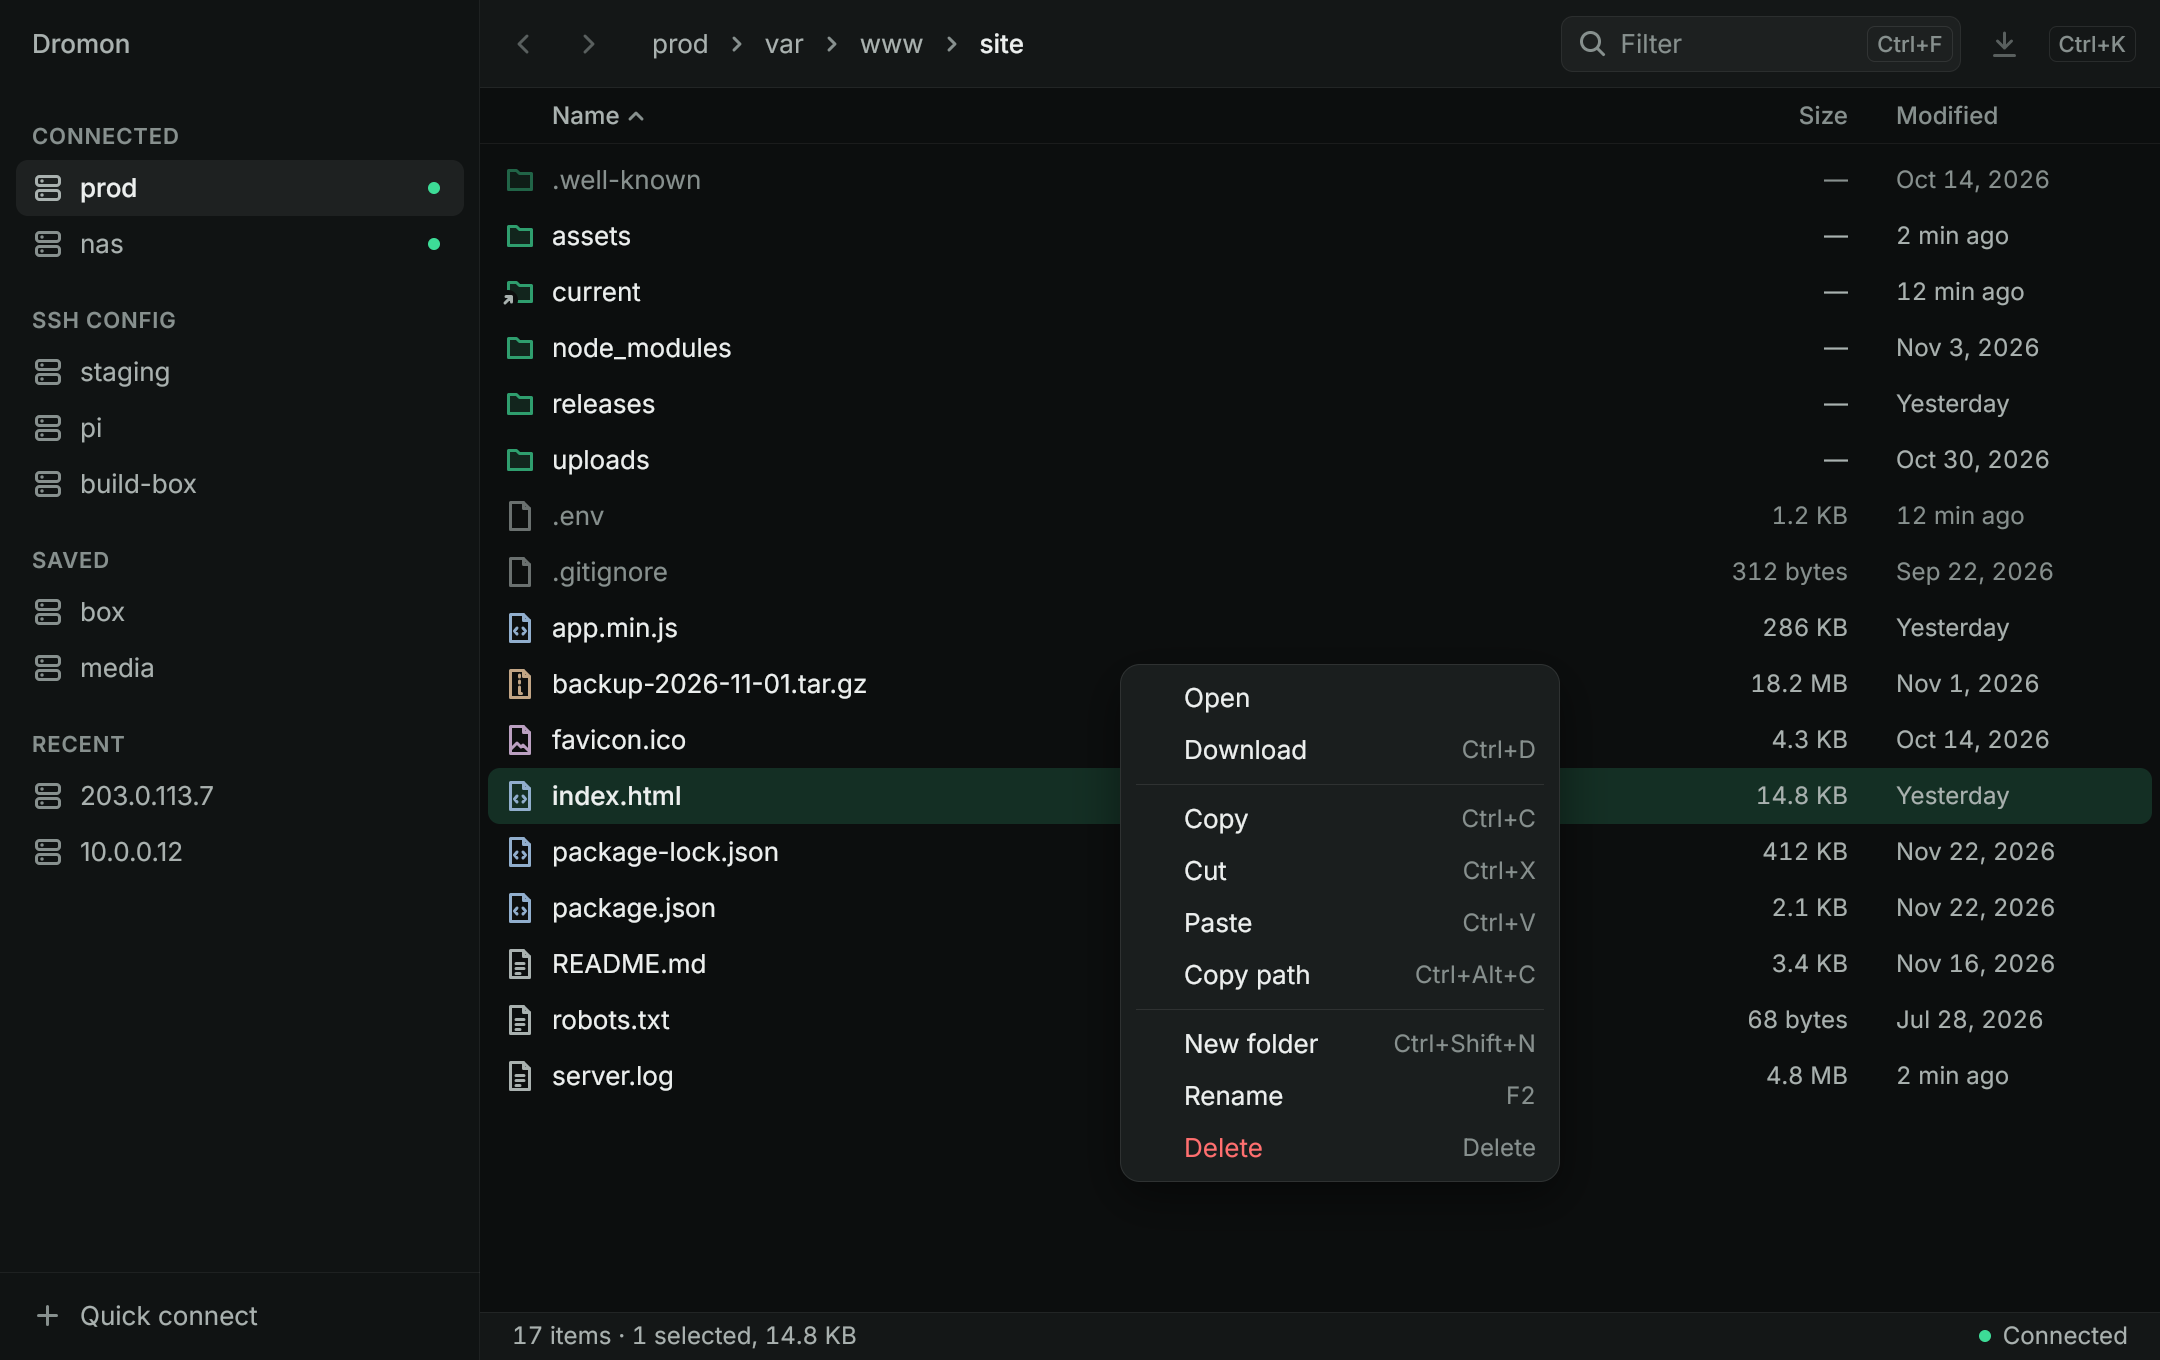 Dromon
CONNECTED
prod
nas
SSH CONFIG
staging
pi
build-box
SAVED
box
media
RECENT
203.0.113.7
10.0.0.12
Quick connect
prod var www site
Filter Ctrl+F Ctrl+K
Name Size Modified
.well-known — Oct 14, 2026
assets — 2 min ago
current — 12 min ago
node_modules — Nov 3, 2026
releases — Yesterday
uploads — Oct 30, 2026
.env 1.2 KB 12 min ago
.gitignore 312 bytes Sep 22, 2026
app.min.js 286 KB Yesterday
backup-2026-11-01.tar.gz 18.2 MB Nov 1, 2026
favicon.ico 4.3 KB Oct 14, 2026
index.html 14.8 KB Yesterday
package-lock.json 412 KB Nov 22, 2026
package.json 2.1 KB Nov 22, 2026
README.md 3.4 KB Nov 16, 2026
robots.txt 68 bytes Jul 28, 2026
server.log 4.8 MB 2 min ago
Open
Download Ctrl+D
Copy Ctrl+C
Cut Ctrl+X
Paste Ctrl+V
Copy path Ctrl+Alt+C
New folder Ctrl+Shift+N
Rename F2
Delete Delete
17 items · 1 selected, 14.8 KB Connected